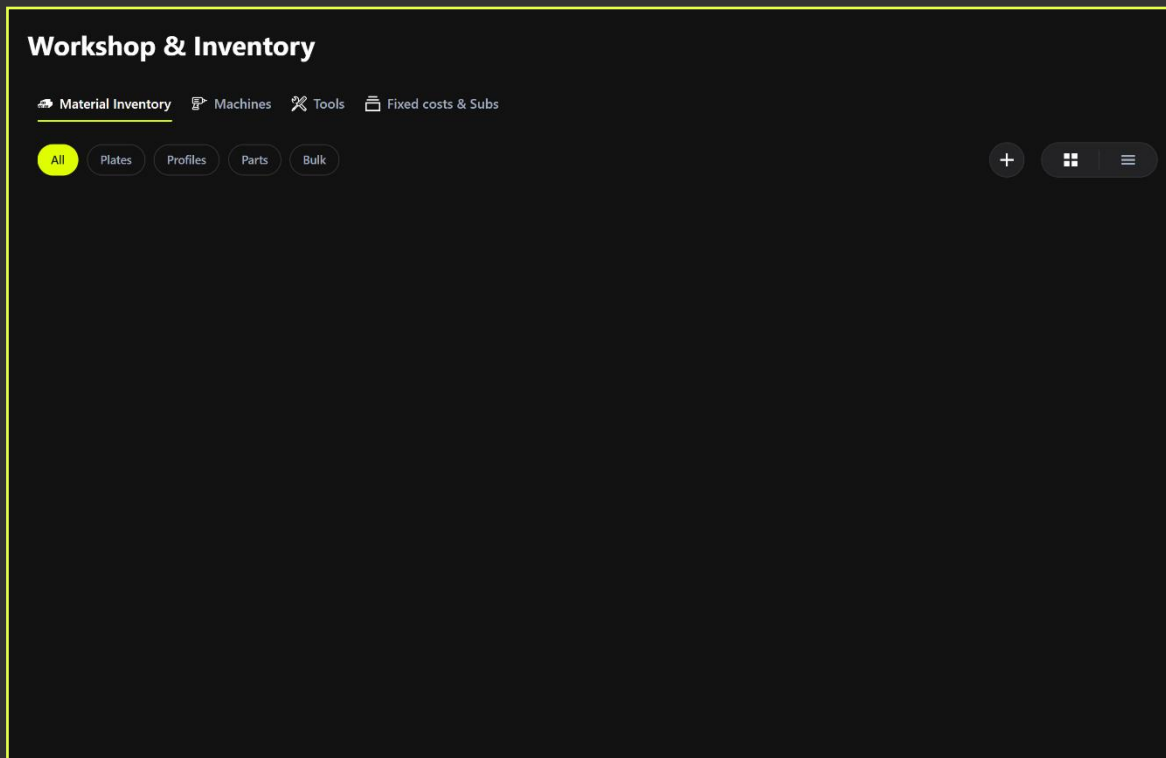 Workshop & Inventory
Material Inventory Machines Tools Fixed costs & Subs
All Plates Profiles Parts Bulk